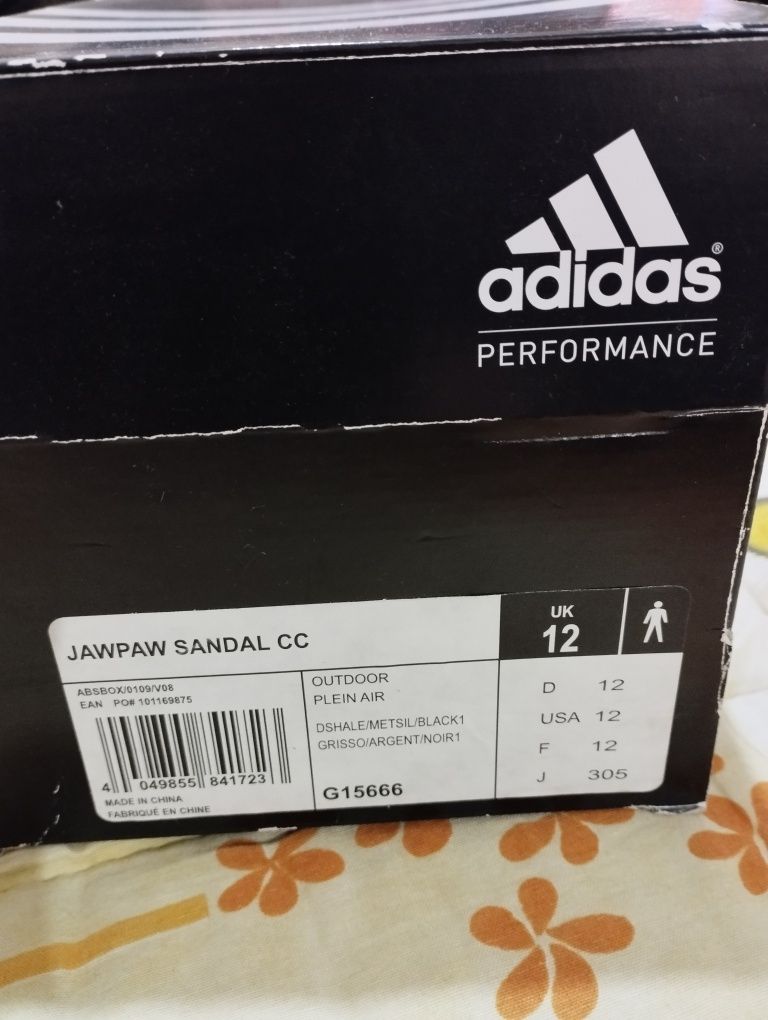 adidas®
PERFORMANCE
JAWPAW SANDAL CC
UK
12
ABSBOX/0109/V08
EAN PO# 101169875
4 049855 841723
MADE IN CHINA
FABRIQUÉ EN CHINE
OUTDOOR
PLEIN AIR
DSHALE/METSIL/BLACK1
GRISSO/ARGENT/NOIR1
G15666
D 12
USA 12
F 12
J 305